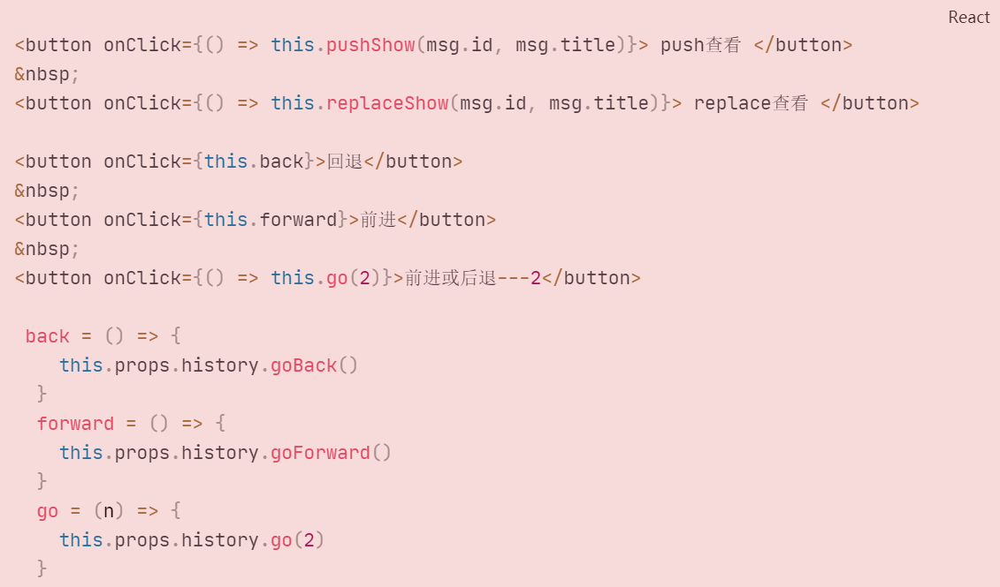 React
<button onClick={() => this.pushShow(msg.id, msg.title)}> push查看 </button>
&nbsp;
<button onClick={() => this.replaceShow(msg.id, msg.title)}> replace查看 </button>
<button onClick={this.back}>回退</button>
&nbsp;
<button onClick={this.forward}>前进</button>
&nbsp;
<button onClick={() => this.go(2)}>前进或后退---2</button>
back = () => {
this.props.history.goBack()
}
forward = () => {
this.props.history.goForward()
}
go = (n) => {
this.props.history.go(2)
}